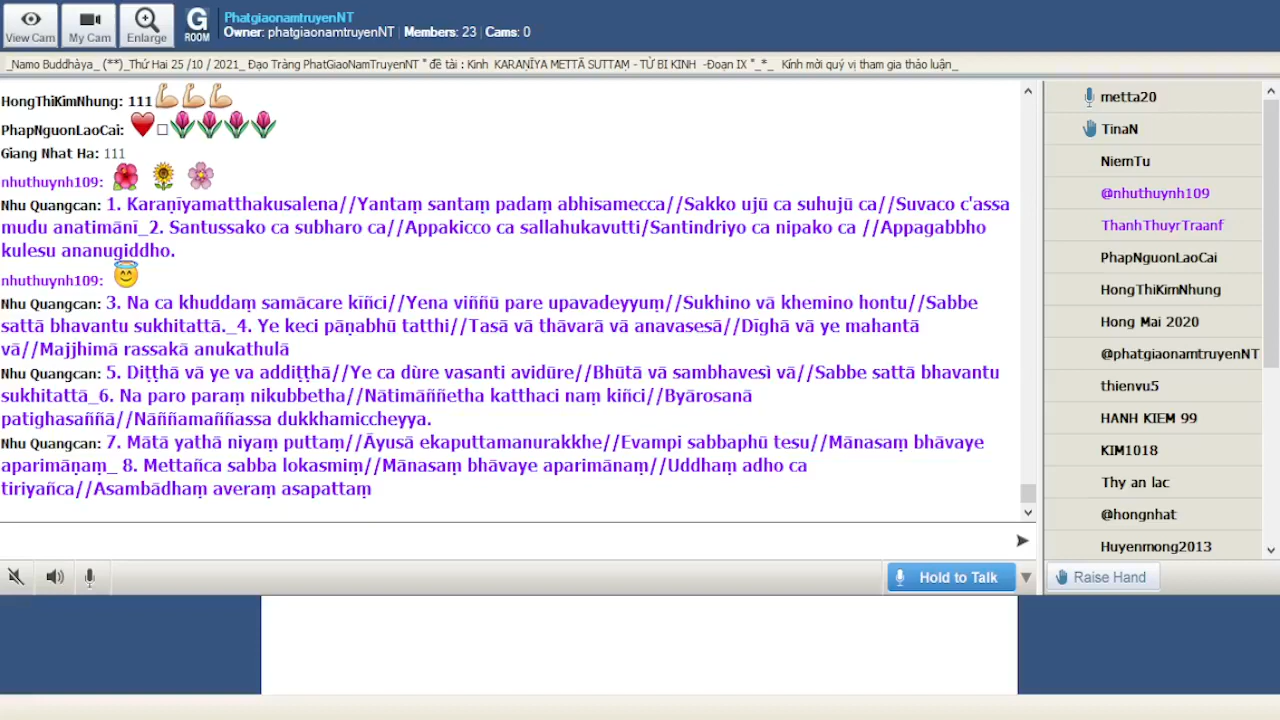 View Cam
My Cam
Enlarge
G
ROOM
PhatgiaonamtruyenNT
Owner: phatgiaonamtruyenNT | Members: 23 | Cams: 0
_Namo Buddhàya_ (**)_Thứ Hai 25 /10 / 2021_ Đạo Tràng PhatGiaoNamTruyenNT " đề tài : Kinh KARAṆĪYA METTĀ SUTTAṂ - TỪ BI KINH -Đoạn IX "_*_ Kính mời quý vị tham gia thảo luận_
HongThiKimNhung: 111
PhapNguonLaoCai:
Giang Nhat Ha: 111
nhuthuynh109:
Nhu Quangcan: 1. Karaṇīyamatthakusalena//Yantaṃ santaṃ padaṃ abhisamecca//Sakko ujū ca suhujū ca//Suvaco c'assa
mudu anatimānī_2. Santussako ca subharo ca//Appakicco ca sallahukavutti/Santindriyo ca nipako ca //Appagabbho
kulesu ananugiddho.
nhuthuynh109:
Nhu Quangcan: 3. Na ca khuddaṃ samācare kīñci//Yena viññū pare upavadeyyuṃ//Sukhino vā khemino hontu//Sabbe
sattā bhavantu sukhitattā._4. Ye keci pāṇabhū tatthi//Tasā vā thāvarā vā anavasesā//Dīghā vā ye mahantā
vā//Majjhimā rassakā anukathulā
Nhu Quangcan: 5. Diṭṭhā vā ye va addiṭṭhā//Ye ca dùre vasanti avidūre//Bhūtā vā sambhavesì vā//Sabbe sattā bhavantu
sukhitattā_6. Na paro paraṃ nikubbetha//Nātimāññetha katthaci naṃ kiñci//Byārosanā
patighasaññā//Nāññamaññassa dukkhamiccheyya.
Nhu Quangcan: 7. Mātā yathā niyaṃ puttaṃ//Āyusā ekaputtamanurakkhe//Evampi sabbaphū tesu//Mānasaṃ bhāvaye
aparimāṇaṃ_ 8. Mettañca sabba lokasmiṃ//Mānasaṃ bhāvaye aparimānaṃ//Uddhaṃ adho ca
tiriyañca//Asambādhaṃ averaṃ asapattaṃ
Hold to Talk
metta20
TinaN
NiemTu
@nhuthuynh109
ThanhThuyrTraanf
PhapNguonLaoCai
HongThiKimNhung
Hong Mai 2020
@phatgiaonamtruyenNT
thienvu5
HANH KIEM 99
KIM1018
Thy an lac
@hongnhat
Huyenmong2013
Raise Hand